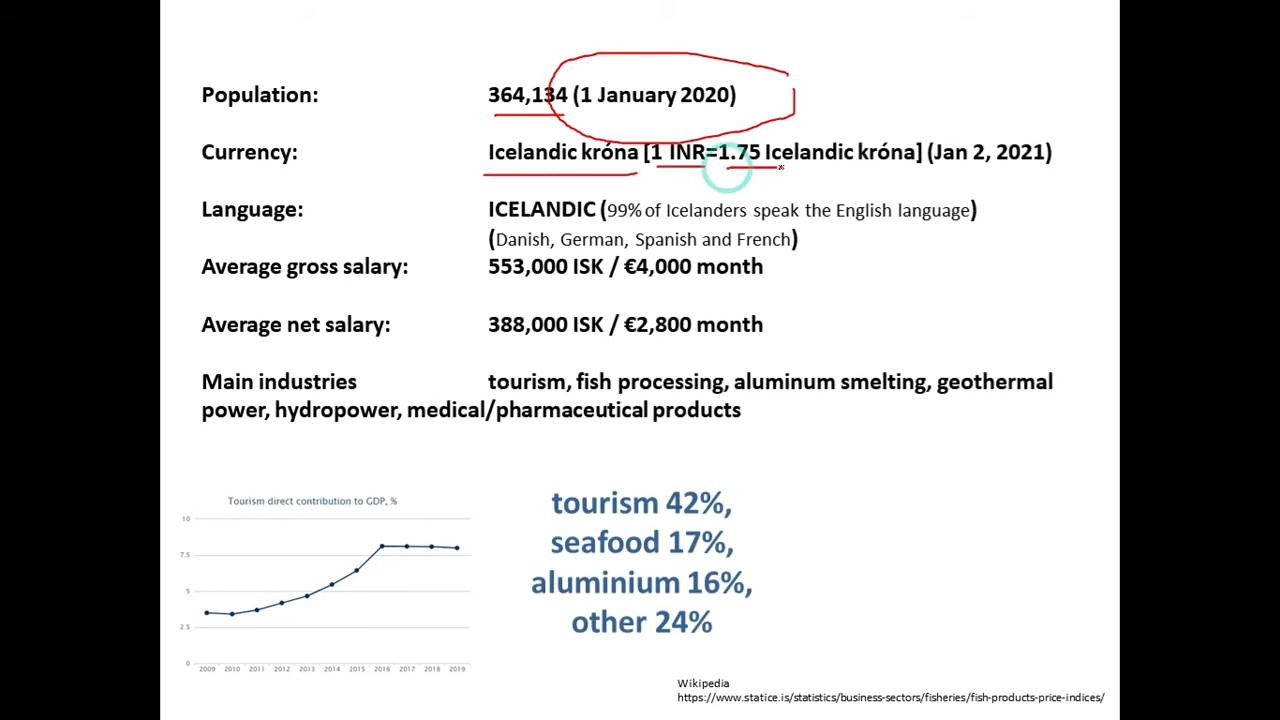 Population: 364,134 (1 January 2020)
Currency: Icelandic króna [1 INR=1.75 Icelandic króna] (Jan 2, 2021)
Language: ICELANDIC (99% of Icelanders speak the English language)
(Danish, German, Spanish and French)
Average gross salary: 553,000 ISK / €4,000 month
Average net salary: 388,000 ISK / €2,800 month
Main industries tourism, fish processing, aluminum smelting, geothermal
power, hydropower, medical/pharmaceutical products
Tourism direct contribution to GDP, %
10
7.5
5
2.5
0
2009 2010 2011 2012 2013 2014 2015 2016 2017 2018 2019
tourism 42%,
seafood 17%,
aluminium 16%,
other 24%
Wikipedia
https://www.statice.is/statistics/business-sectors/fisheries/fish-products-price-indices/